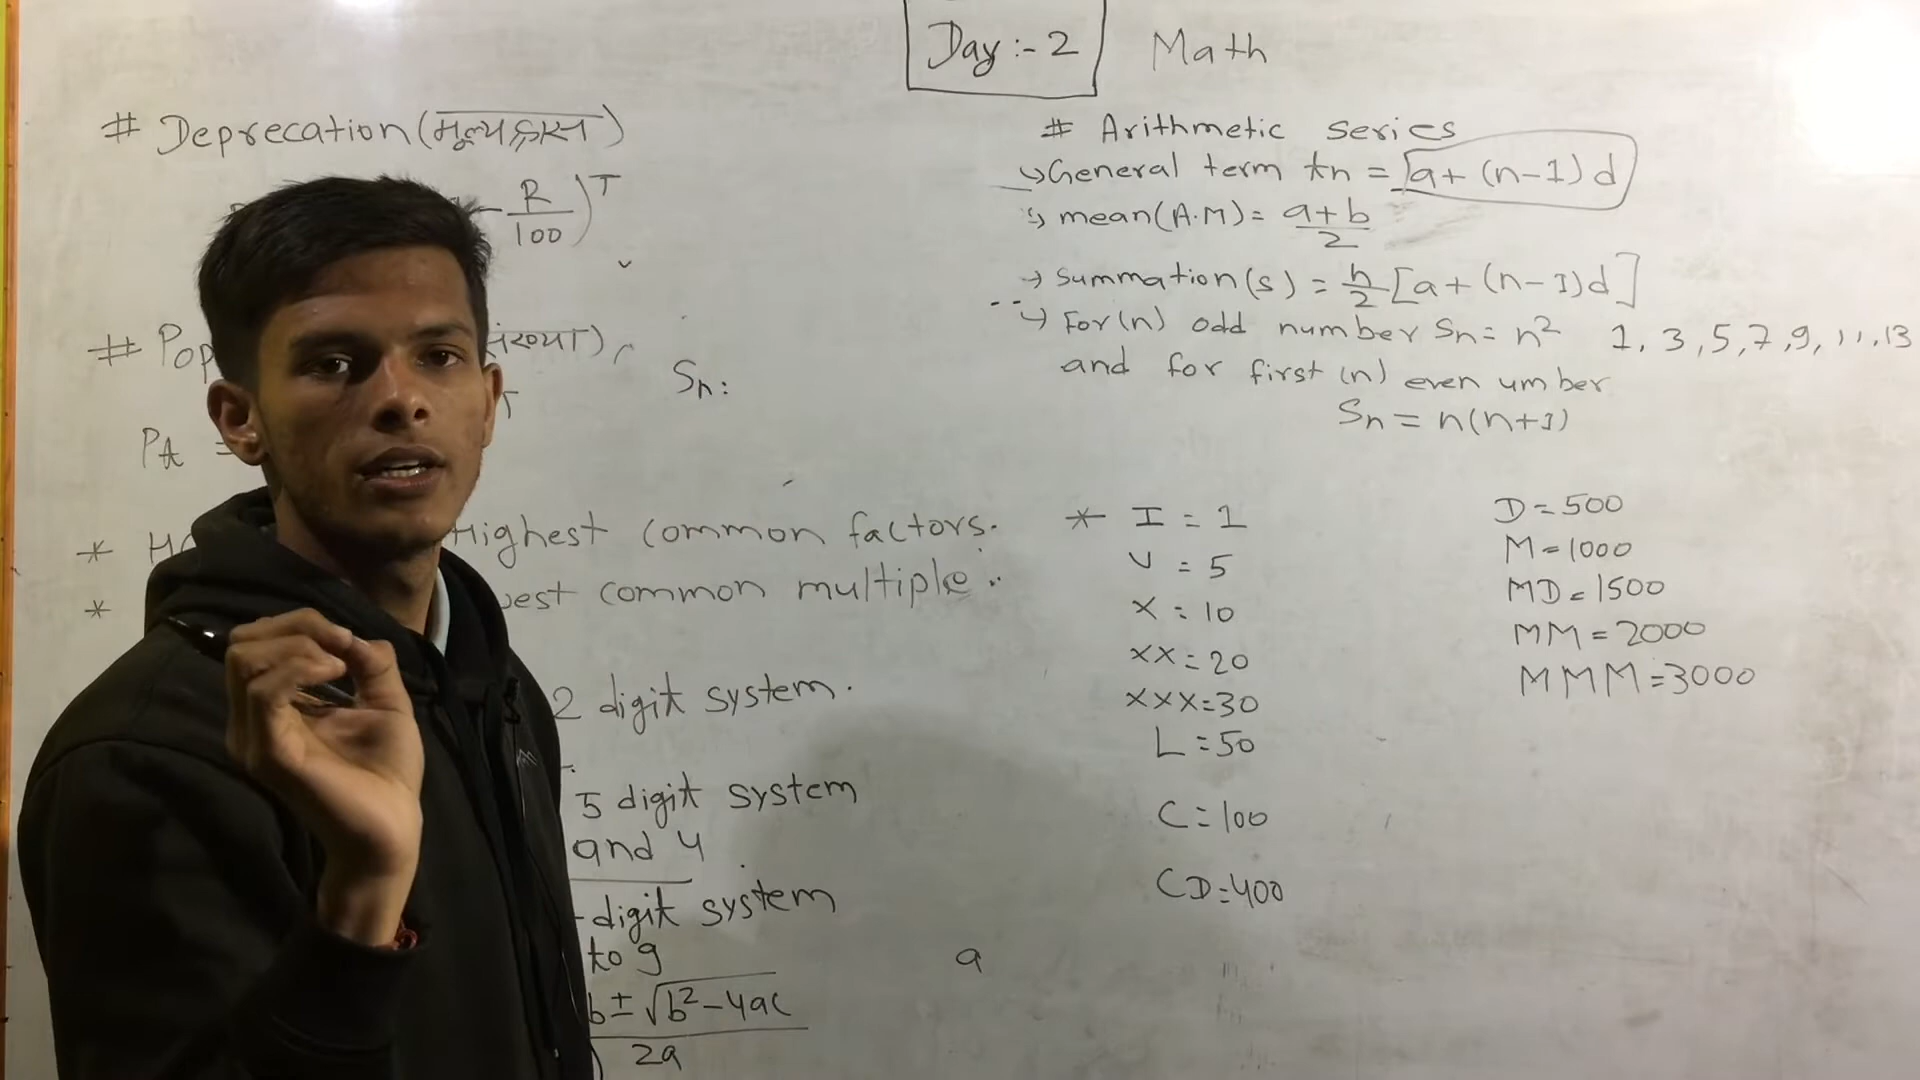 Day :- 2 Math
# Deprecation (मूल्यह्रास)
- R/100)^T
# Pop
Sn:
PA =
Highest common factors.
* common multiple
2 digit system.
5 digit system
and 4
-digit system
to 9
b ± √b² - 4ac
2a
# Arithmetic series
↳ General term tn = a + (n-1) d
↳ mean (A.M) = a+b/2
→ Summation (s) = n/2 [a + (n-1)d]
↳ For (n) odd number Sn = n² 1, 3, 5, 7, 9, 11, 13
and for first (n) even umber
Sn = n(n+1)
* I = 1
V = 5
X = 10
XX = 20
XXX = 30
L = 50
C = 100
CD = 400
D = 500
M = 1000
MD = 1500
MM = 2000
MMM = 3000
a